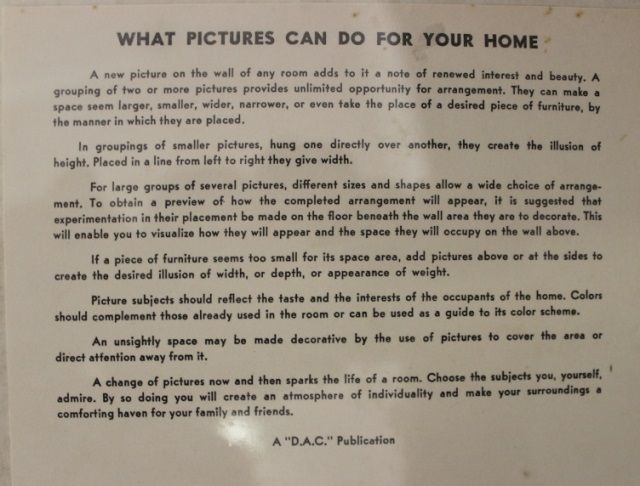 WHAT PICTURES CAN DO FOR YOUR HOME
A new picture on the wall of any room adds to it a note of renewed interest and beauty. A
grouping of two or more pictures provides unlimited opportunity for arrangement. They can make a
space seem larger, smaller, wider, narrower, or even take the place of a desired piece of furniture, by
the manner in which they are placed.
In groupings of smaller pictures, hung one directly over another, they create the illusion of
height. Placed in a line from left to right they give width.
For large groups of several pictures, different sizes and shapes allow a wide choice of arrange-
ment. To obtain a preview of how the completed arrangement will appear, it is suggested that
experimentation in their placement be made on the floor beneath the wall area they are to decorate. This
will enable you to visualize how they will appear and the space they will occupy on the wall above.
If a piece of furniture seems too small for its space area, add pictures above or at the sides to
create the desired illusion of width, or depth, or appearance of weight.
Picture subjects should reflect the taste and the interests of the occupants of the home. Colors
should complement those already used in the room or can be used as a guide to its color scheme.
An unsightly space may be made decorative by the use of pictures to cover the area or
direct attention away from it.
A change of pictures now and then sparks the life of a room. Choose the subjects you, yourself,
admire. By so doing you will create an atmosphere of individuality and make your surroundings a
comforting haven for your family and friends.
A "D.A.C." Publication